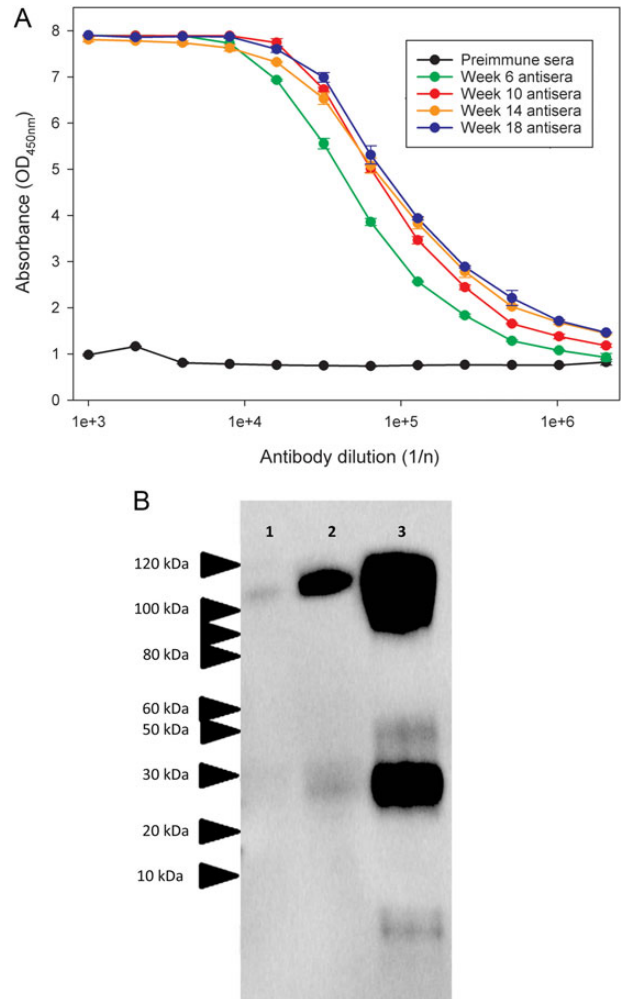 A
Absorbance (OD450nm)
8
7
6
5
4
3
2
1
0
Preimmune sera
Week 6 antisera
Week 10 antisera
Week 14 antisera
Week 18 antisera
1e+3 1e+4 1e+5 1e+6
Antibody dilution (1/n)
B
1 2 3
120 kDa
100 kDa
80 kDa
60 kDa
50 kDa
30 kDa
20 kDa
10 kDa